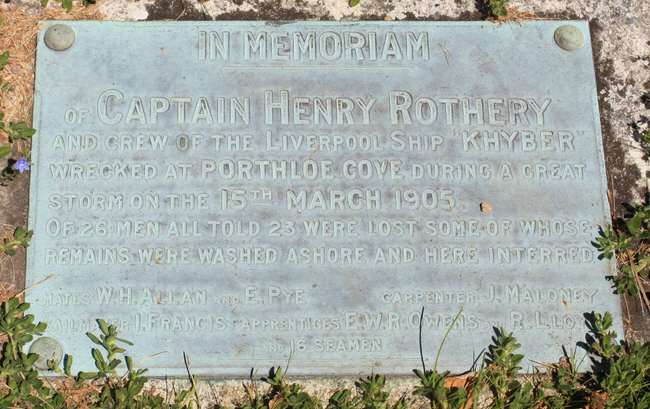 IN MEMORIAM
OF CAPTAIN HENRY ROTHERY
AND CREW OF THE LIVERPOOL SHIP "KHYBER"
WRECKED AT PORTHLOE COVE DURING A GREAT
STORM ON THE 15TH MARCH 1905.
OF 26 MEN ALL TOLD 23 WERE LOST SOME OF WHOSE
REMAINS WERE WASHED ASHORE AND HERE INTERRED
MATES W.H. ALLAN AND E. PYE CARPENTER J. MALONEY
I. FRANCIS APPRENTICES E.W.R. OWENS R.
AND 16 SEAMEN